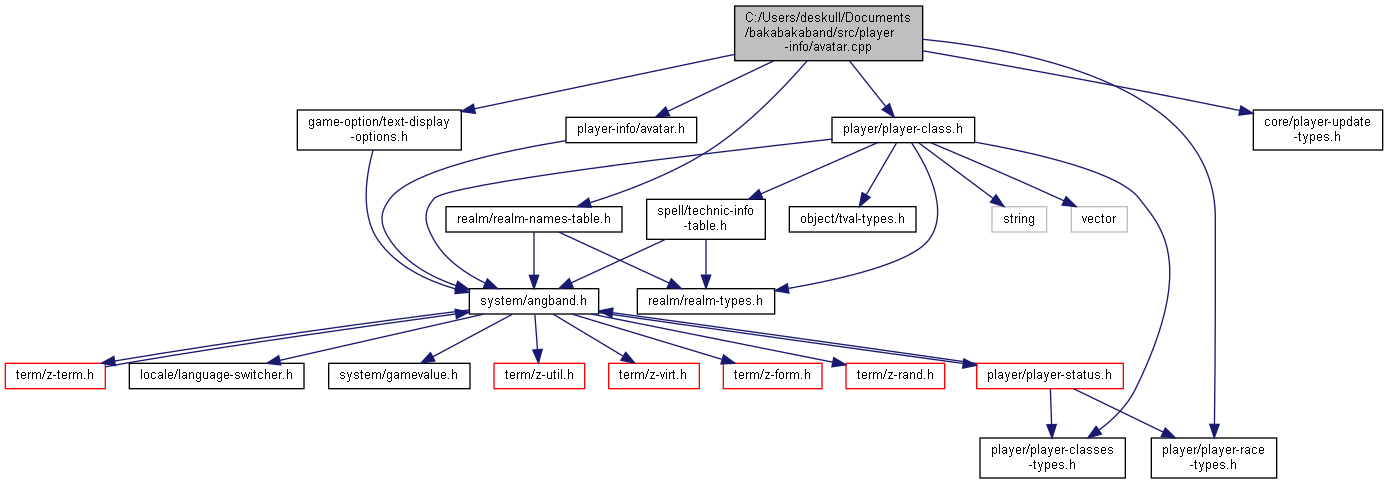 C:/Users/deskull/Documents
/bakabakaband/src/player
-info/avatar.cpp
game-option/text-display
-options.h
player-info/avatar.h
player/player-class.h
core/player-update
-types.h
realm/realm-names-table.h
spell/technic-info
-table.h
object/tval-types.h
string
vector
system/angband.h
realm/realm-types.h
term/z-term.h
locale/language-switcher.h
system/gamevalue.h
term/z-util.h
term/z-virt.h
term/z-form.h
term/z-rand.h
player/player-status.h
player/player-classes
-types.h
player/player-race
-types.h